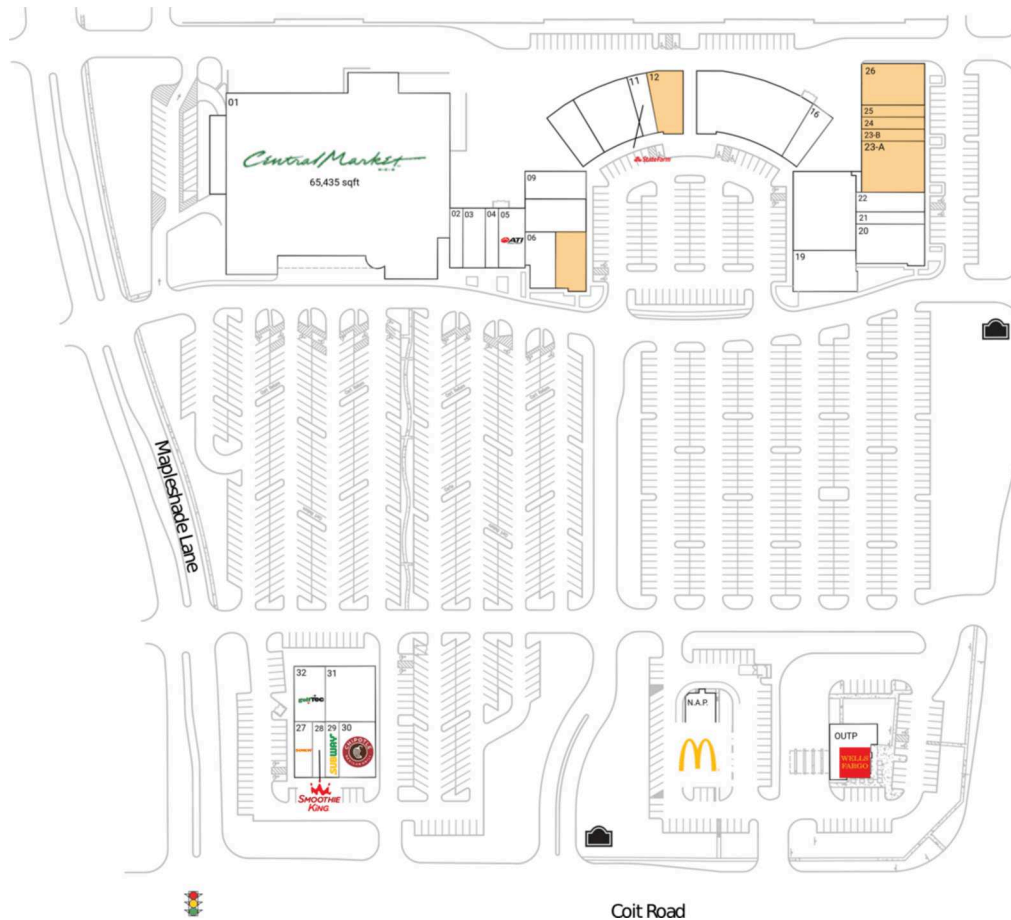 01
Central Market
H-E-B
65,435 sqft
02
03
04
05
ATI
06
09
11
12
StateFarm
16
26
25
24
23-B
23-A
22
21
20
19
Mapleshade Lane
32
31
golfTEC
27
28
29
30
SUBWAY
CHIPOTLE
SMOOTHIE
KING
N.A.P.
OUTP
WELLS
FARGO
Coit Road